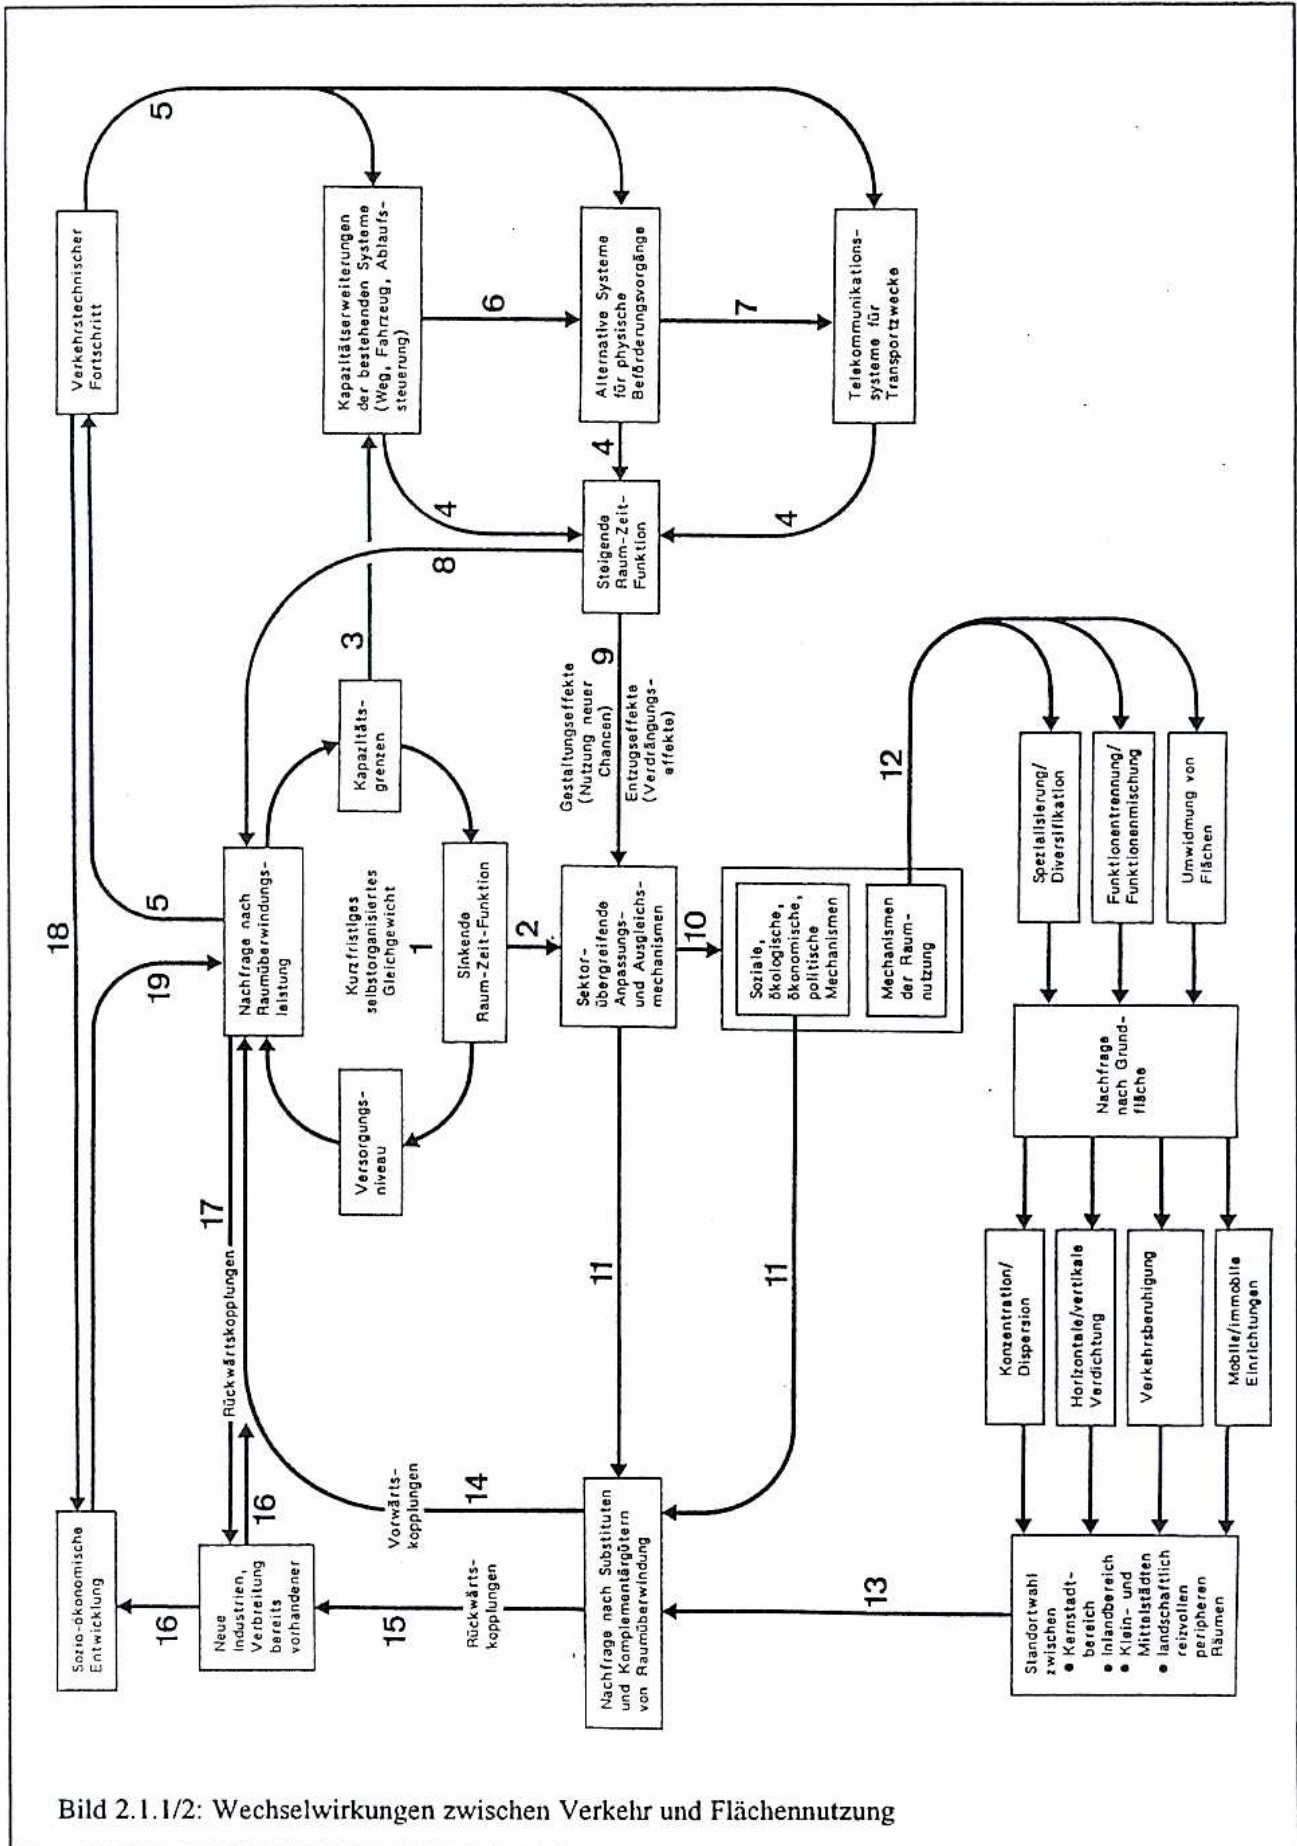 18
Sozio-ökonomische
Entwicklung
Verkehrstechnischer
Fortschritt
16
19
5
5
Neue
Industrien,
Verbreitung
bereits
vorhandener
16
17
Rückwärtskopplungen
Nachfrage nach
Raumüberwindungs-
leistung
Kapazitätserweiterungen
der bestehenden Systeme
(Weg, Fahrzeug, Ablaufs-
steuerung)
15
Rückwärts-
kopplungen
14
Vorwärts-
kopplungen
Versorgungs-
niveau
Kurzfristiges
selbstorganisiertes
Gleichgewicht
1
Kapazitäts-
grenzen
3
8
4
6
Sinkende
Raum-Zeit-Funktion
2
Nachfrage nach Substituten
und Komplementärgütern
von Raumüberwindung
11
Sektor-
übergreifende
Anpassungs-
und Ausgleichs-
mechanismen
Gestaltungseffekte
(Nutzung neuer
Chancen)
9
Entzugseffekte
(Verdrängungs-
effekte)
Steigende
Raum-Zeit-
Funktion
4
Alternative Systeme
für physische
Beförderungsvorgänge
10
4
7
11
Soziale,
ökologische,
ökonomische,
politische
Mechanismen
Mechanismen
der Raum-
nutzung
12
Telekommunikations-
systeme für
Transportzwecke
13
Standortwahl
zwischen
● Kernstadt-
bereich
● Inlandbereich
● Klein- und
Mittelstädten
● landschaftlich
reizvollen
peripheren
Räumen
Konzentration/
Dispersion
Horizontale/vertikale
Verdichtung
Verkehrsberuhigung
Mobile/immobile
Einrichtungen
Nachfrage
nach Grund-
fläche
Spezialisierung/
Diversifikation
Funktionentrennung/
Funktionenmischung
Umwidmung von
Flächen
Bild 2.1.1/2: Wechselwirkungen zwischen Verkehr und Flächennutzung